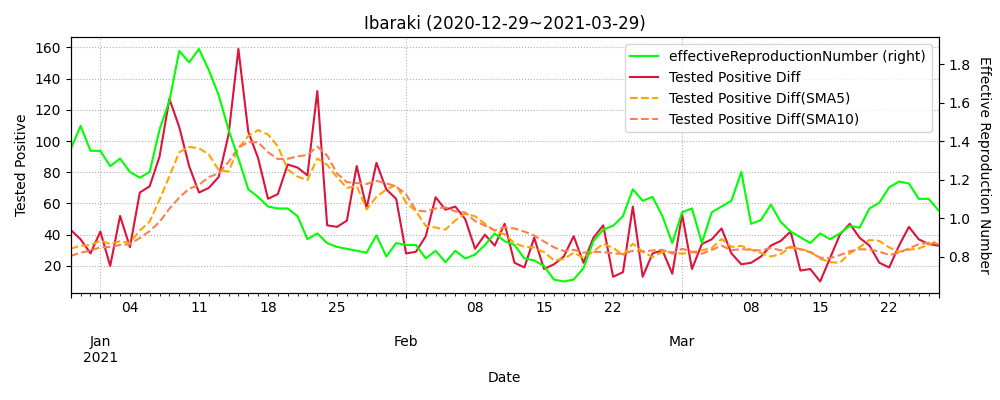 Ibaraki (2020-12-29~2021-03-29)
effectiveReproductionNumber (right)
Tested Positive Diff
Tested Positive Diff(SMA5)
Tested Positive Diff(SMA10)
Tested Positive
160
140
120
100
80
60
40
20
1.8
1.6
1.4
1.2
1.0
0.8
Effective Reproduction Number
04 11 18 25 08 15 22 08 15 22
Jan Feb Mar
2021
Date